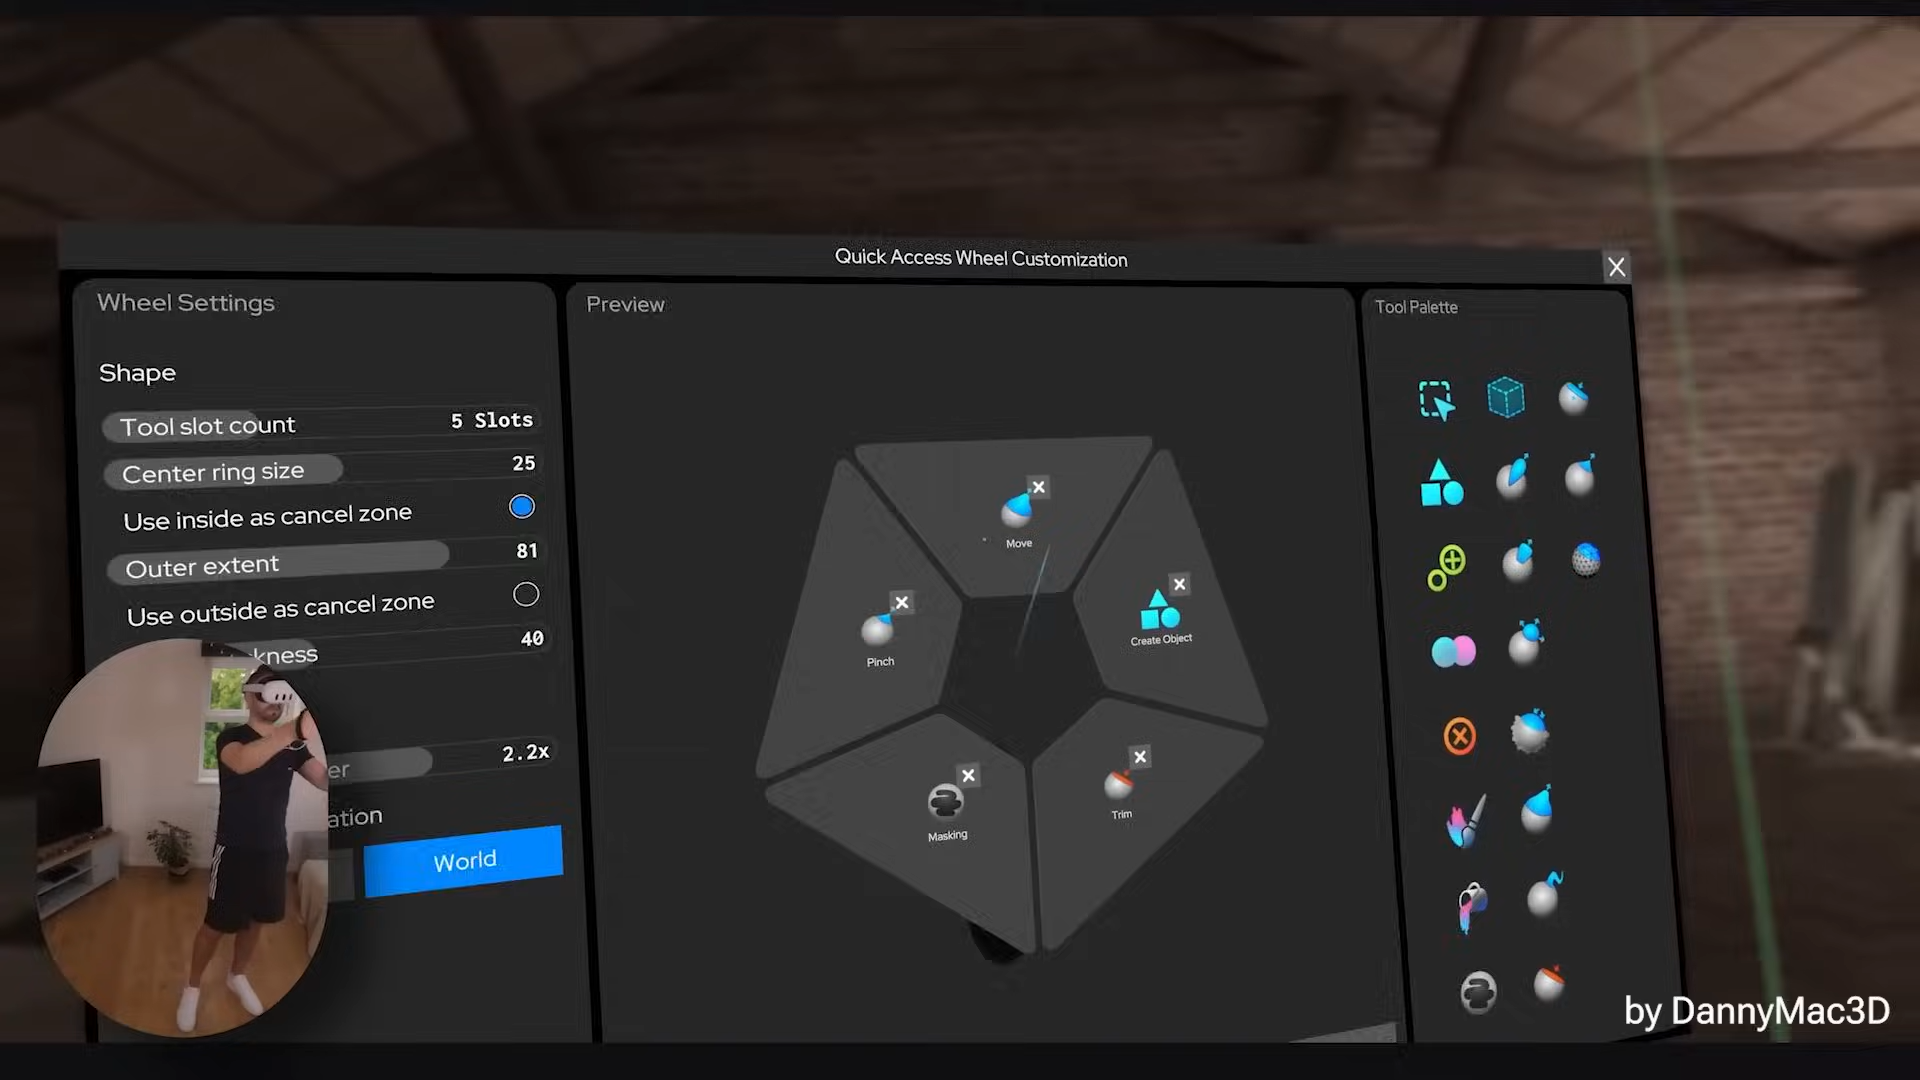 Quick Access Wheel Customization
X
Wheel Settings
Shape
Tool slot count 5 Slots
Center ring size 25
Use inside as cancel zone
Outer extent 81
Use outside as cancel zone
40
2.2x
World
Preview
Move
Pinch
Create Object
Masking
Trim
Tool Palette
by DannyMac3D